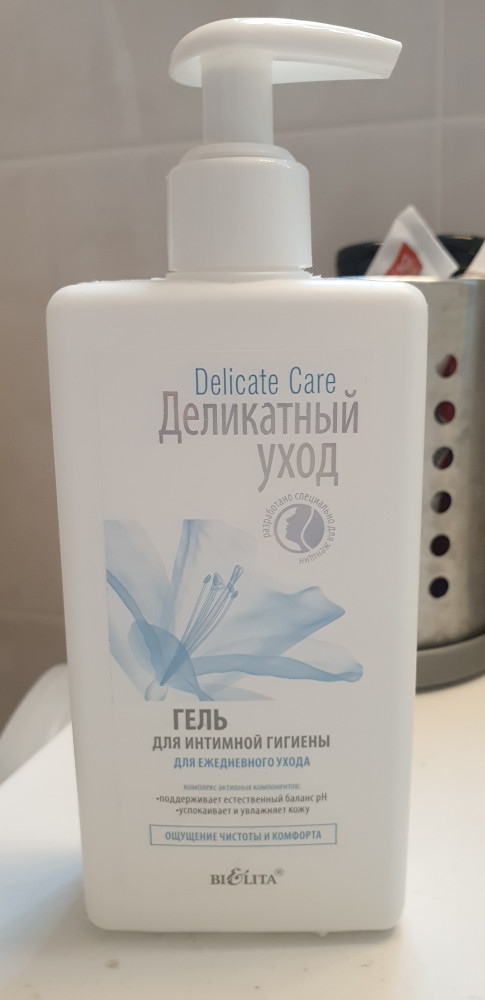 Delicate Care
Деликатный
уход
разработано специально для женщин
ГЕЛЬ
ДЛЯ ИНТИМНОЙ ГИГИЕНЫ
ДЛЯ ЕЖЕДНЕВНОГО УХОДА
КОМПЛЕКС АКТИВНЫХ КОМПОНЕНТОВ:
•поддерживает естественный баланс pH
•успокаивает и увлажняет кожу
ОЩУЩЕНИЕ ЧИСТОТЫ И КОМФОРТА
BIELITA®